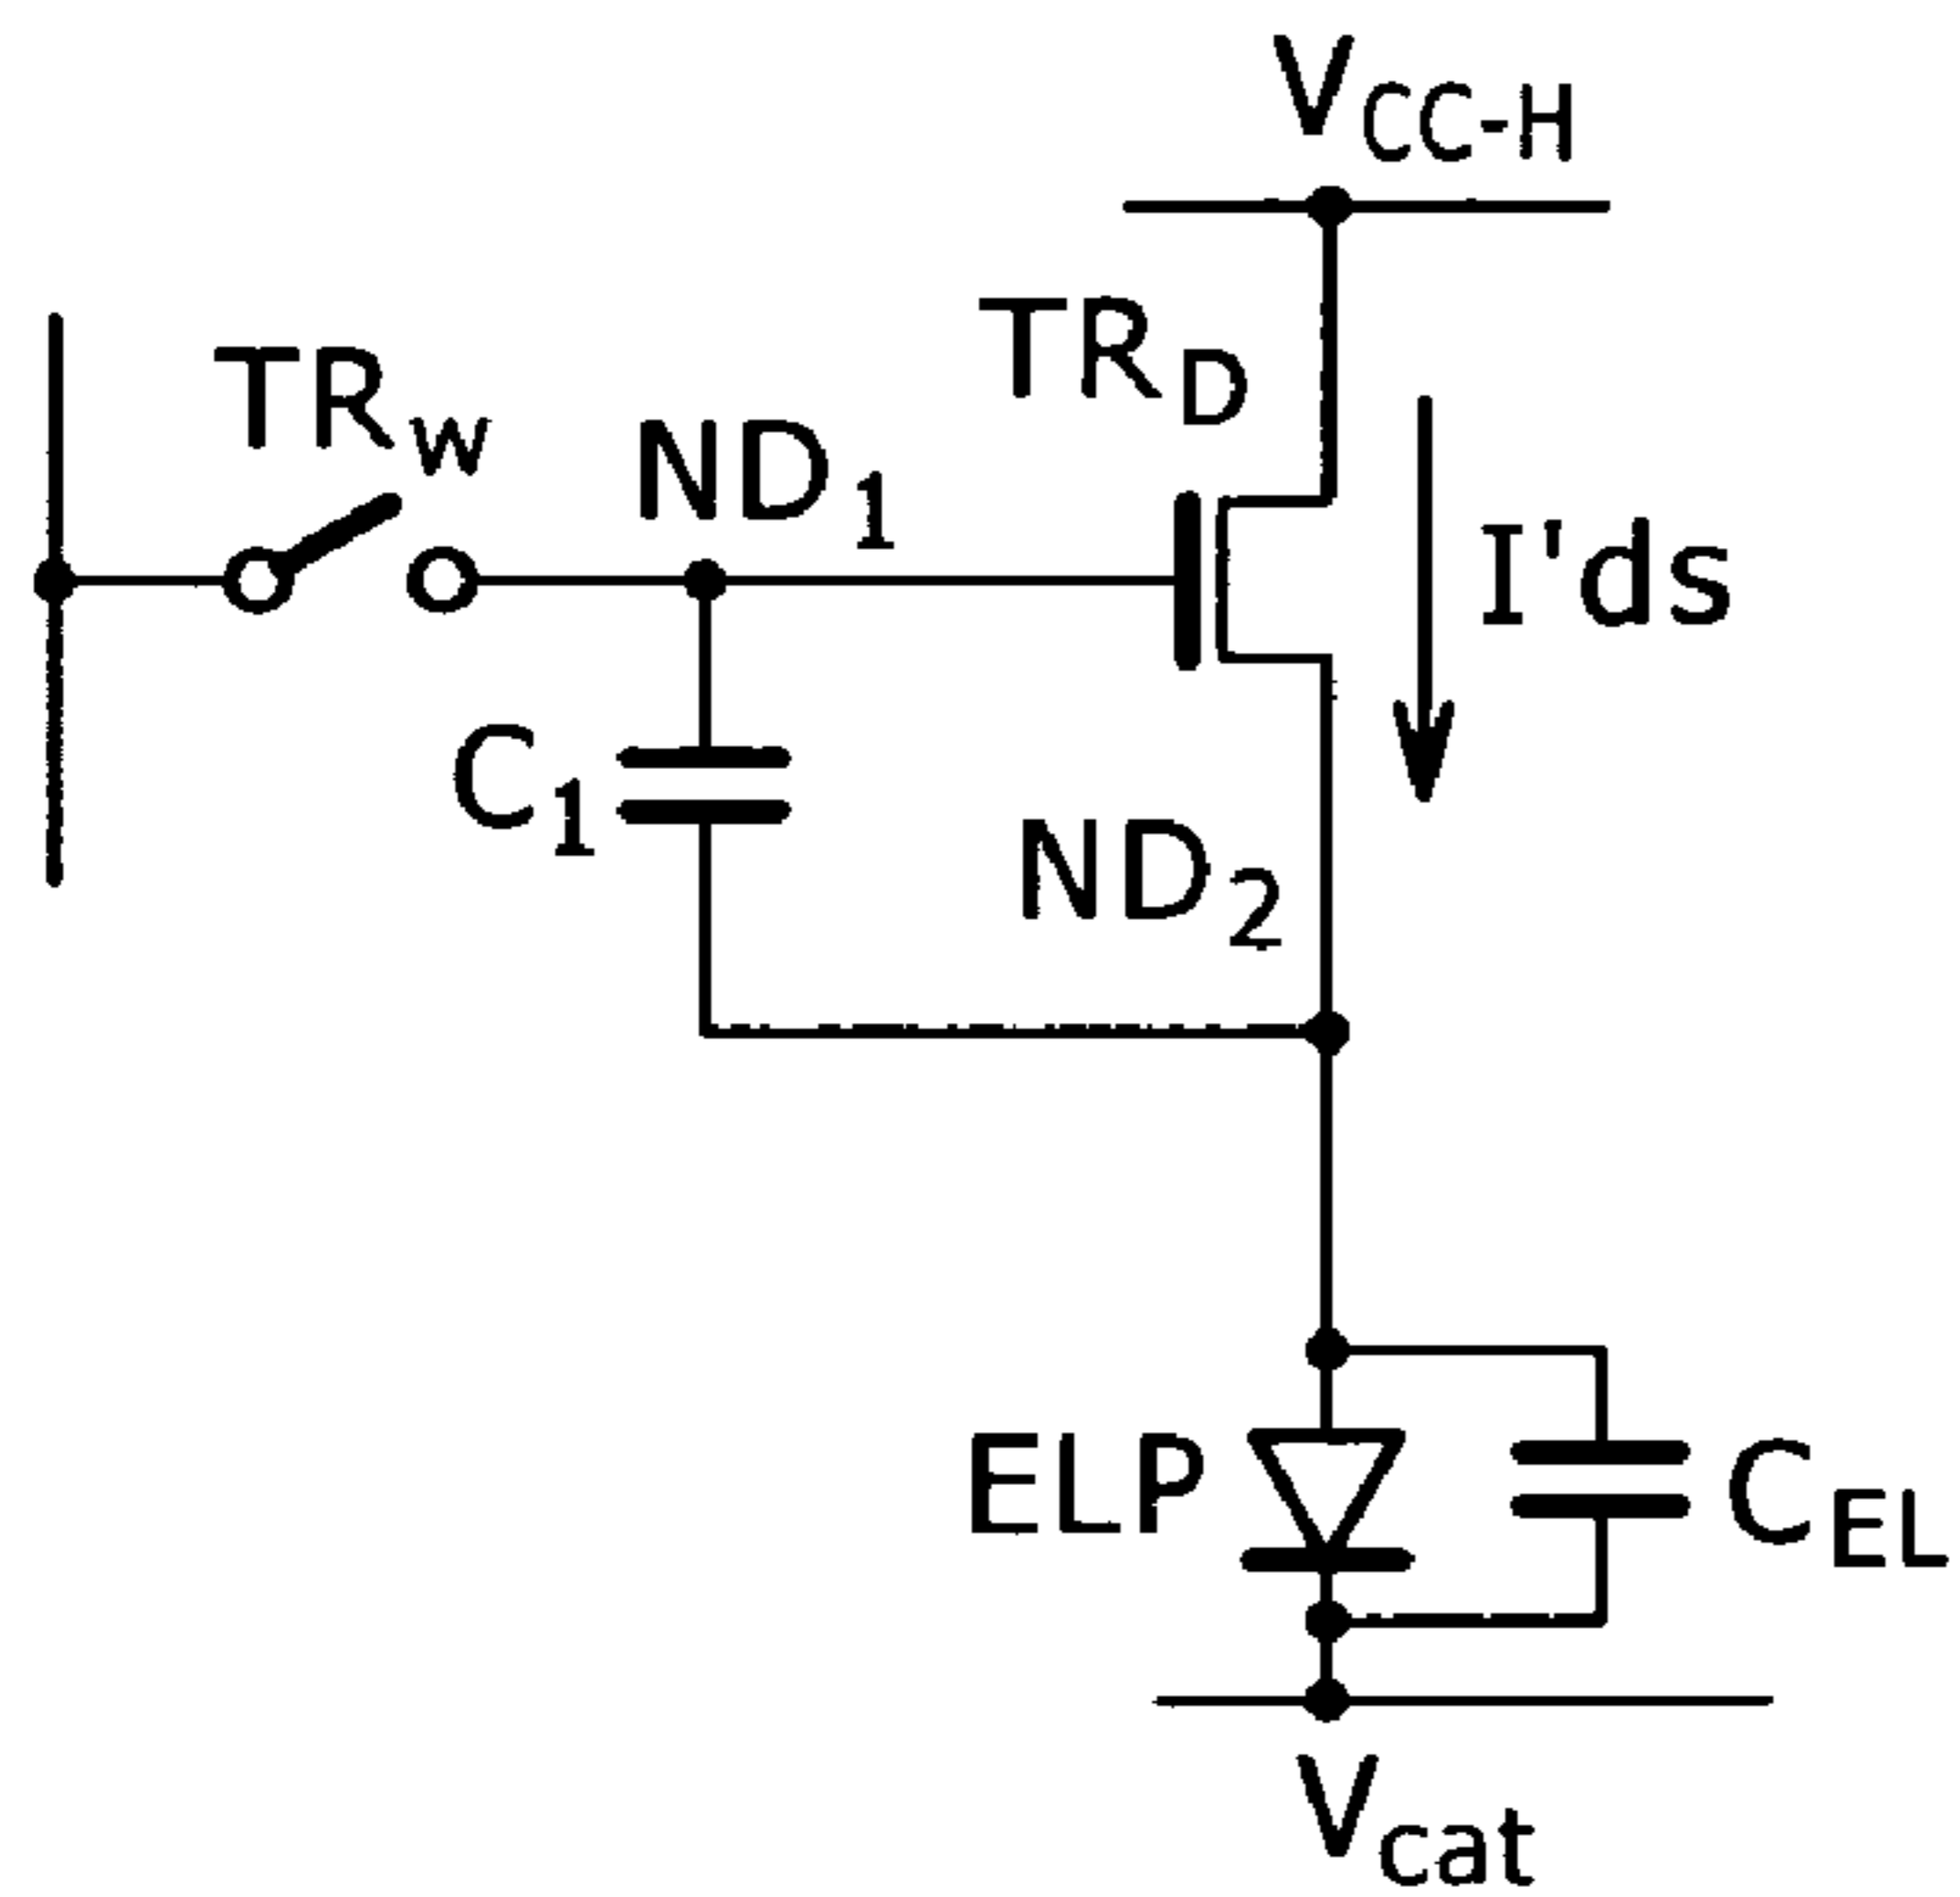 VCC-H
TRD
TRW
ND1
I'ds
C1
ND2
ELP
CEL
Vcat